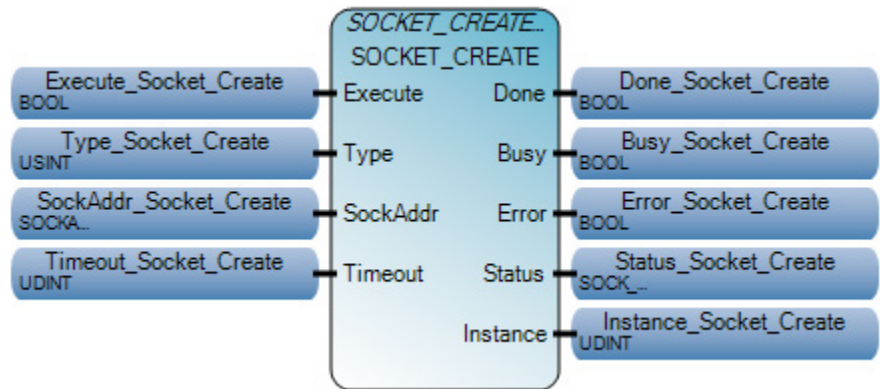 SOCKET_CREATE...
SOCKET_CREATE
Execute_Socket_Create
BOOL
Execute
Done
Done_Socket_Create
BOOL
Type_Socket_Create
USINT
Type
Busy
Busy_Socket_Create
BOOL
SockAddr_Socket_Create
SOCKA...
SockAddr
Error
Error_Socket_Create
BOOL
Timeout_Socket_Create
UDINT
Timeout
Status
Status_Socket_Create
SOCK_...
Instance
Instance_Socket_Create
UDINT